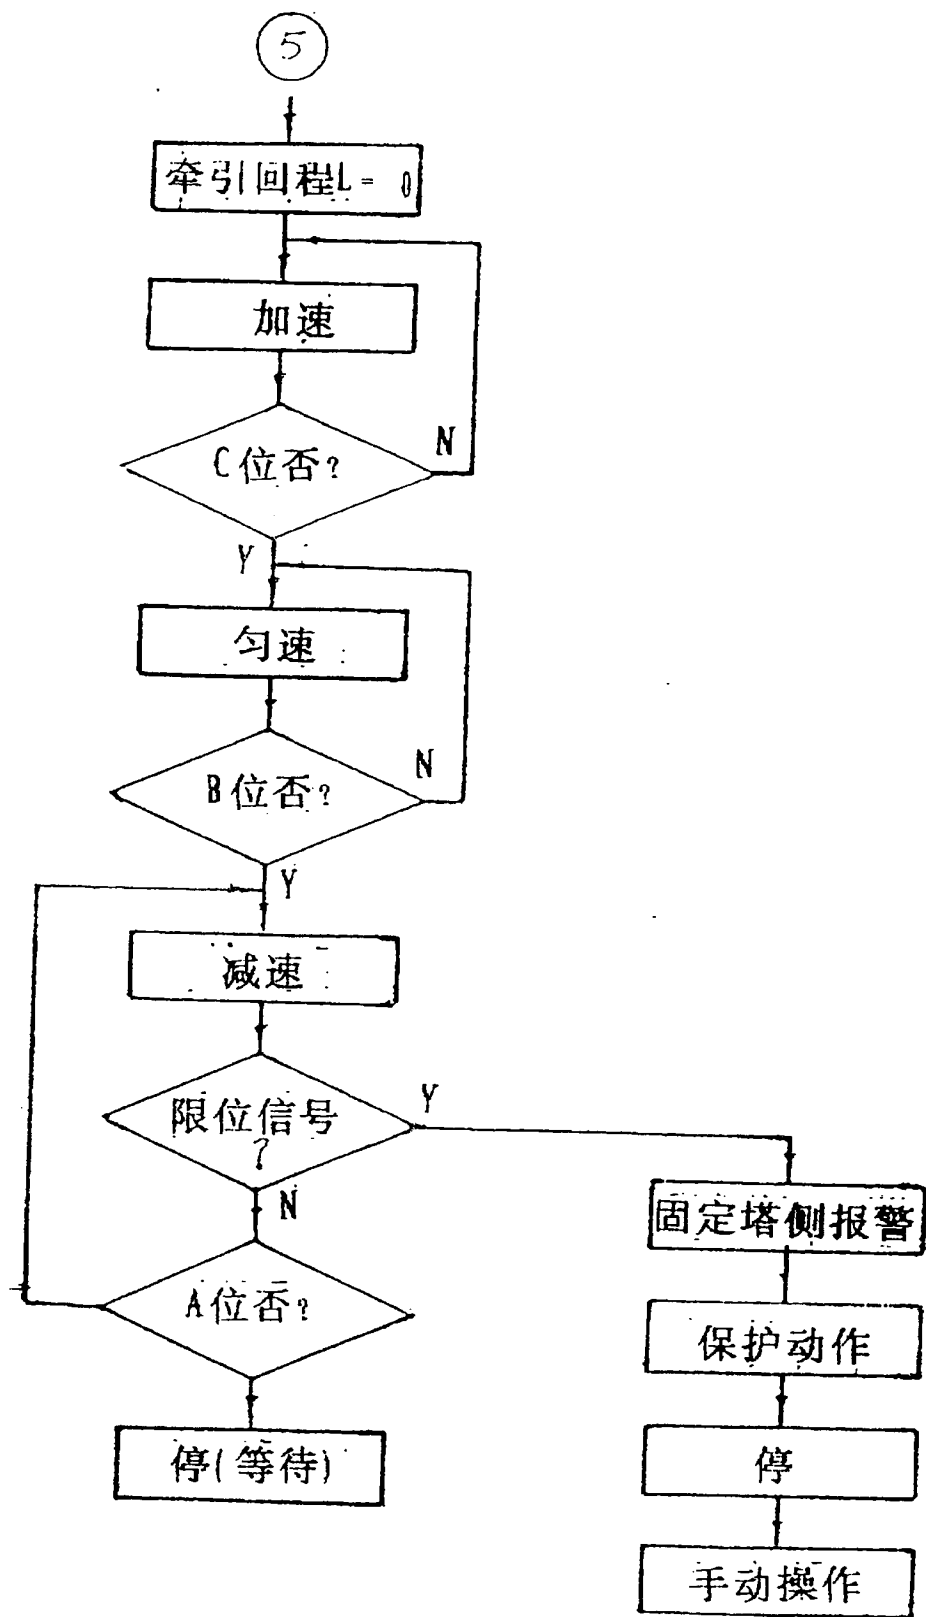 5
牵引回程L= 0
加速
C位否?
N
Y
匀速
B位否?
N
Y
减速
限位信号
?
Y
N
固定塔侧报警
A位否?
保护动作
停(等待)
停
手动操作